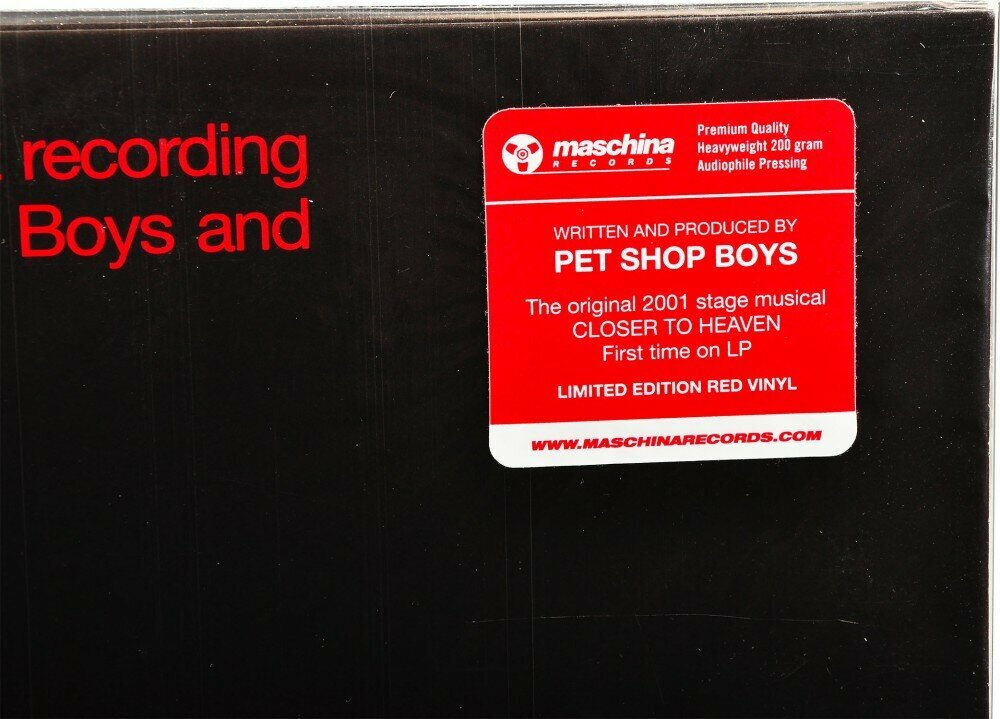 recording
Boys and
maschina
RECORDS
Premium Quality
Heavyweight 200 gram
Audiophile Pressing
WRITTEN AND PRODUCED BY
PET SHOP BOYS
The original 2001 stage musical
CLOSER TO HEAVEN
First time on LP
LIMITED EDITION RED VINYL
WWW.MASCHINARECORDS.COM